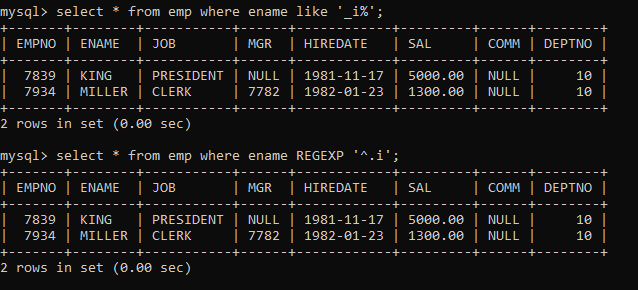 mysql> select * from emp where ename like '_i%';
+-------+--------+-----------+------+------------+---------+------+--------+
| EMPNO | ENAME  | JOB       | MGR  | HIREDATE   | SAL     | COMM | DEPTNO |
+-------+--------+-----------+------+------------+---------+------+--------+
|  7839 | KING   | PRESIDENT | NULL | 1981-11-17 | 5000.00 | NULL |     10 |
|  7934 | MILLER | CLERK     | 7782 | 1982-01-23 | 1300.00 | NULL |     10 |
+-------+--------+-----------+------+------------+---------+------+--------+
2 rows in set (0.00 sec)
mysql> select * from emp where ename REGEXP '^.i';
+-------+--------+-----------+------+------------+---------+------+--------+
| EMPNO | ENAME  | JOB       | MGR  | HIREDATE   | SAL     | COMM | DEPTNO |
+-------+--------+-----------+------+------------+---------+------+--------+
|  7839 | KING   | PRESIDENT | NULL | 1981-11-17 | 5000.00 | NULL |     10 |
|  7934 | MILLER | CLERK     | 7782 | 1982-01-23 | 1300.00 | NULL |     10 |
+-------+--------+-----------+------+------------+---------+------+--------+
2 rows in set (0.00 sec)